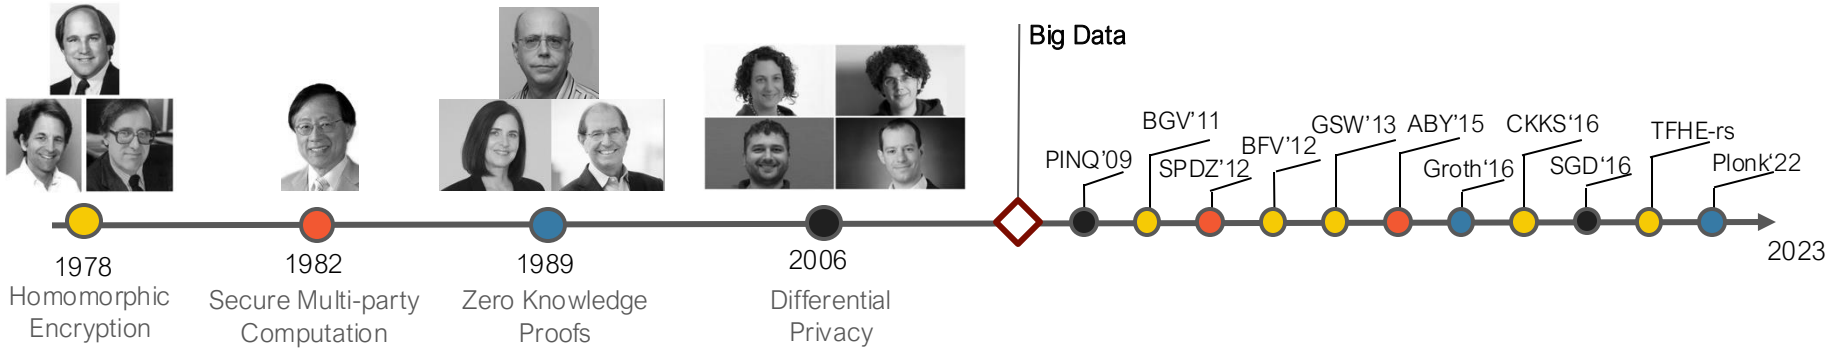 Big Data
BGV'11
GSW'13
ABY'15
CKKS'16
TFHE-rs
PINQ'09
SPDZ'12
BFV'12
Groth'16
SGD'16
Plonk'22
1978
Homomorphic
Encryption
1982
Secure Multi-party
Computation
1989
Zero Knowledge
Proofs
2006
Differential
Privacy
2023